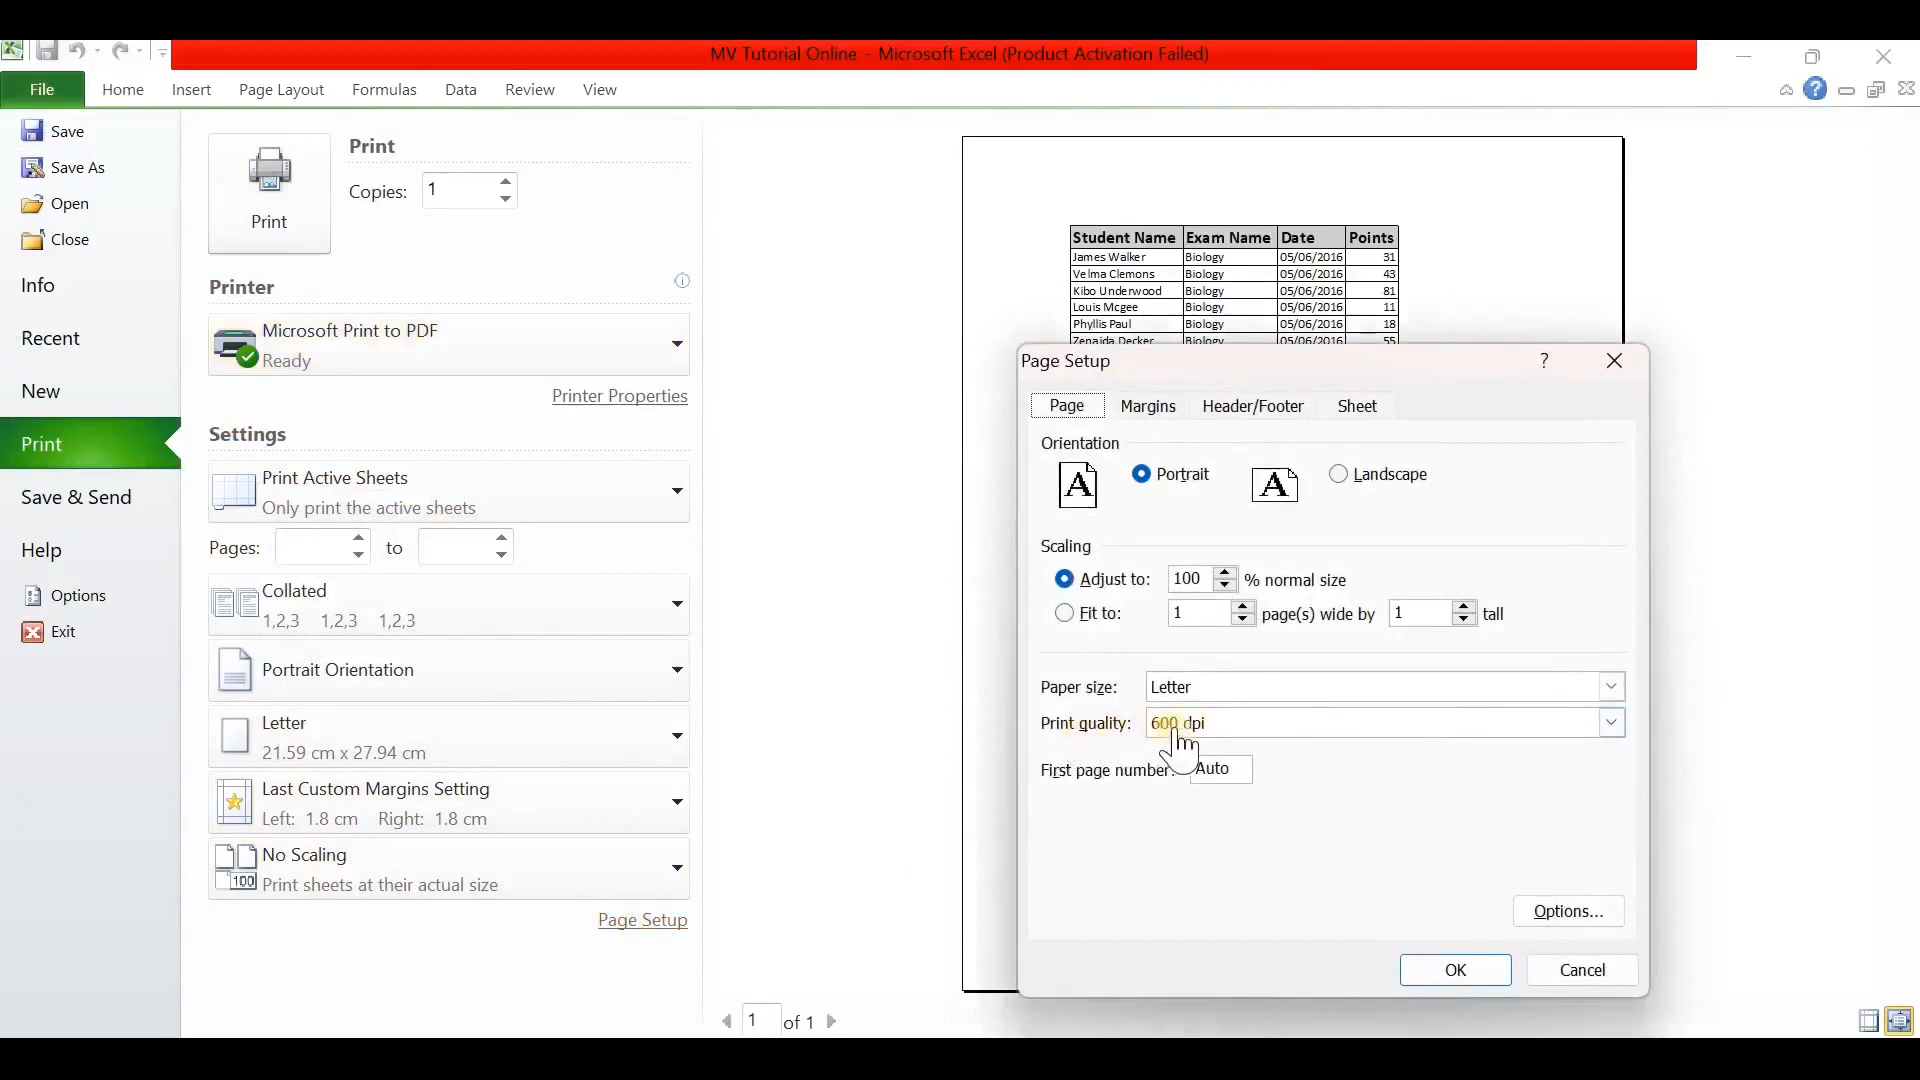 MV Tutorial Online - Microsoft Excel (Product Activation Failed)
File Home Insert Page Layout Formulas Data Review View
Save
Save As
Open
Close
Info
Recent
New
Print
Save & Send
Help
Options
Exit
Print
Print
Copies: 1
Printer
Microsoft Print to PDF
Ready
Printer Properties
Settings
Print Active Sheets
Only print the active sheets
Pages: to
Collated
1,2,3 1,2,3 1,2,3
Portrait Orientation
Letter
21.59 cm x 27.94 cm
Last Custom Margins Setting
Left: 1.8 cm Right: 1.8 cm
No Scaling
100
Print sheets at their actual size
Page Setup
Student Name Exam Name Date Points
James Walker Biology 05/06/2016 31
Velma Clemons Biology 05/06/2016 43
Kibo Underwood Biology 05/06/2016 81
Louis Mcgee Biology 05/06/2016 11
Phyllis Paul Biology 05/06/2016 18
Zenaida Decker Biology 05/06/2016 55
Page Setup ?
Page Margins Header/Footer Sheet
Orientation
A Portrait A Landscape
Scaling
Adjust to: 100 % normal size
Fit to: 1 page(s) wide by 1 tall
Paper size: Letter
Print quality: 600 dpi
First page number: Auto
Options...
OK Cancel
1 of 1